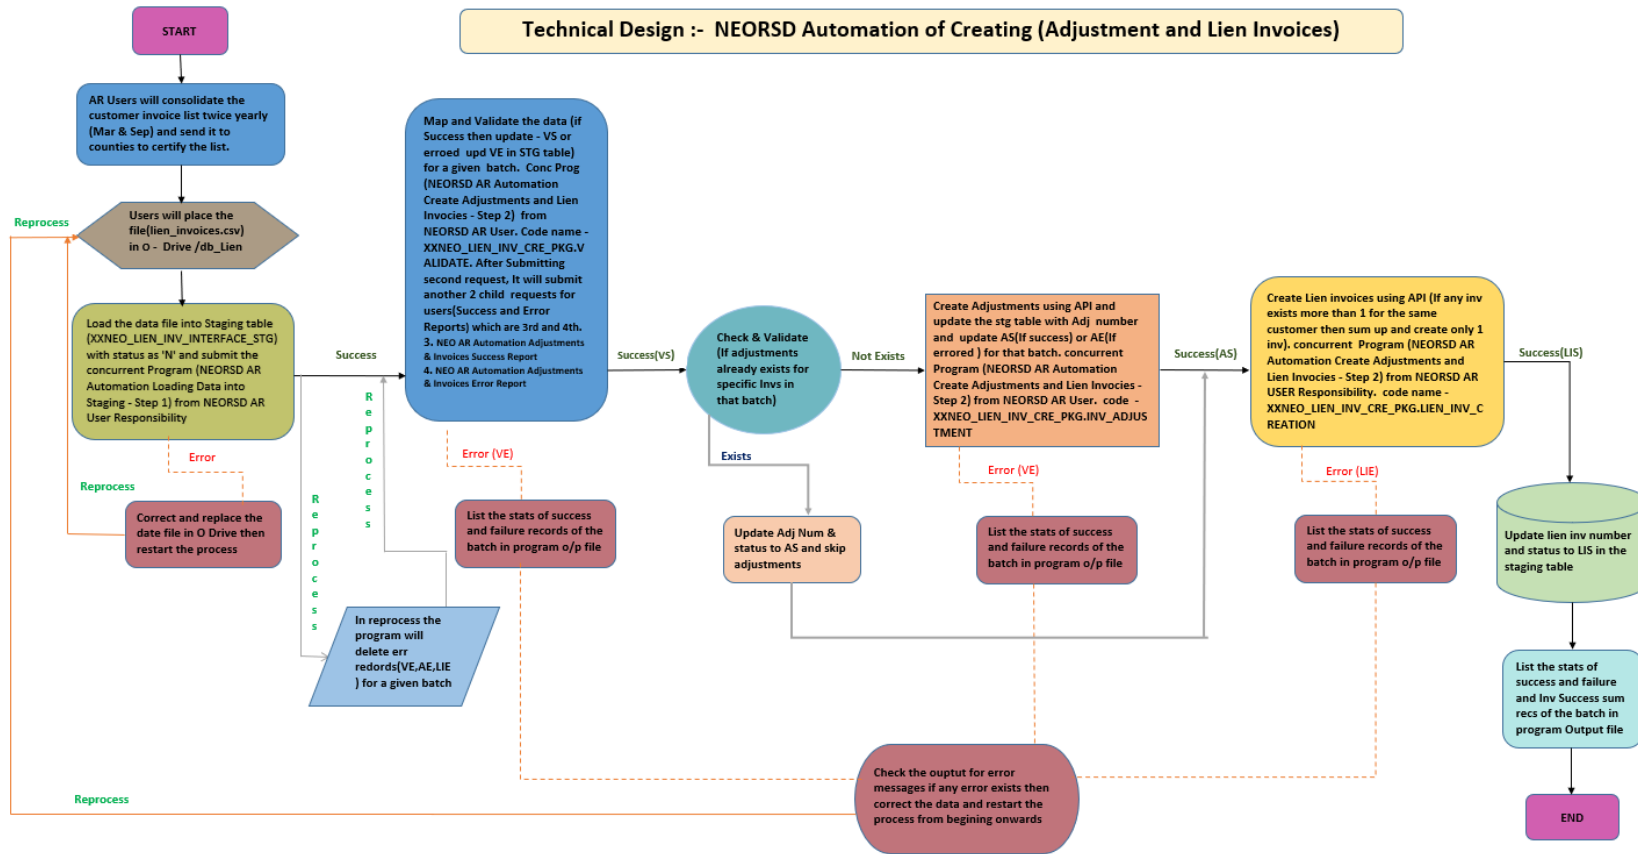 Technical Design :-  NEORSD Automation of Creating (Adjustment and Lien Invoices)
START
AR Users will consolidate the
customer invoice list twice yearly
(Mar & Sep) and send it to
counties to certify the list.
Reprocess
Users will place the
file(lien_invoices.csv)
in O -  Drive /db_Lien
Load the data file into Staging table
(XXNEO_LIEN_INV_INTERFACE_STG)
with status as 'N' and submit the
concurrent Program (NEORSD AR
Automation Loading Data into
Staging - Step 1) from NEORSD AR
User Responsibility
Error
Reprocess
Correct and replace the
date file in O Drive then
restart the process
Success
Reprocess
Reprocess
In reprocess the
program will
delete err
redords(VE,AE,LIE
) for a given batch
Map and Validate the data (if
Success then update - VS or
erroed  upd VE in STG table)
for a given  batch.  Conc Prog
(NEORSD AR Automation
Create Adjustments and Lien
Invocies - Step 2)  from
NEORSD AR User. Code name -
XXNEO_LIEN_INV_CRE_PKG.V
ALIDATE. After Submitting
second request, It will submit
another 2 child  requests for
users(Success and Error
Reports) which are 3rd and 4th.
3. NEO AR Automation Adjustments
& Invoices Success Report
4. NEO AR Automation Adjustments
& Invoices Error Report
Error (VE)
List the stats of success
and failure records of the
batch in program o/p file
Success(VS)
Check & Validate
(If adjustments
already exists for
specific Invs in
that batch)
Exists
Update Adj Num &
status to AS and skip
adjustments
Not Exists
Create Adjustments using API and
update the stg table with Adj  number
and  update AS(If success) or AE(If
errored ) for that batch. concurrent
Program (NEORSD AR Automation
Create Adjustments and Lien Invocies -
Step 2) from NEORSD AR User.  code  -
XXNEO_LIEN_INV_CRE_PKG.INV_ADJUS
TMENT
Error (VE)
List the stats of success
and failure records of the
batch in program o/p file
Success(AS)
Create Lien invoices using API (If any inv
exists more than 1 for the same
customer then sum up and create only 1
inv). concurrent  Program (NEORSD AR
Automation Create Adjustments and
Lien Invocies - Step 2) from NEORSD AR
USER Responsibility.  code name -
XXNEO_LIEN_INV_CRE_PKG.LIEN_INV_C
REATION
Error (LIE)
List the stats of success
and failure records of the
batch in program o/p file
Success(LIS)
Update lien inv number
and status to LIS in the
staging table
List the stats of
success and failure
and Inv Success sum
recs of the batch in
program Output file
END
Check the ouptut for error
messages if any error exists then
correct the data and restart the
process from begining onwards
Reprocess